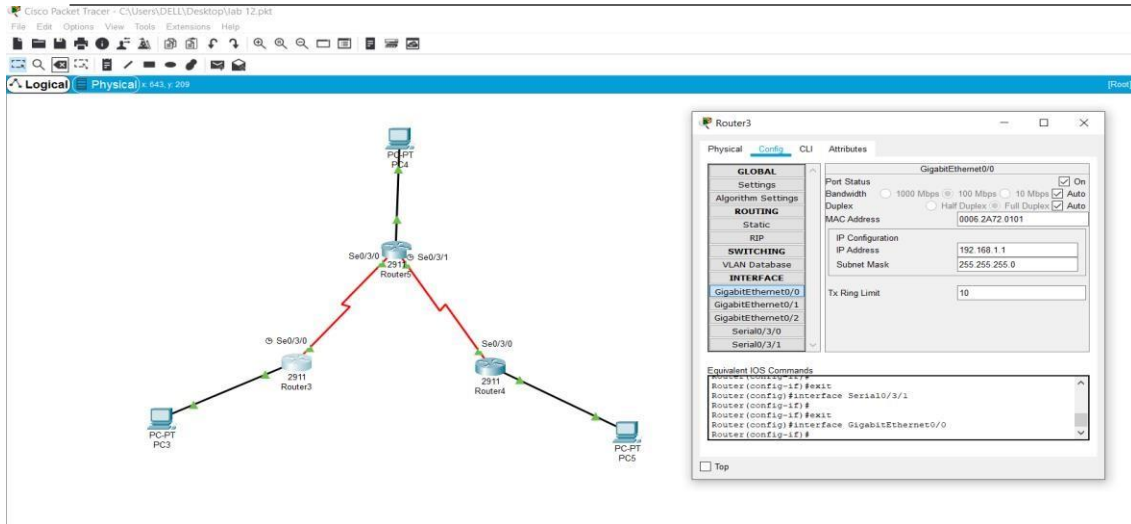 Cisco Packet Tracer - C:\Users\DELL\Desktop\lab 12.pkt
File Edit Options View Tools Extensions Help
Logical Physical x: 643, y: 209 [Root]
PC-PT
PC4
Se0/3/0 2911 Se0/3/1
Router5
Se0/3/0
2911
Router3
Se0/3/0
2911
Router4
PC-PT
PC3
PC-PT
PC5
Router3
Physical Config CLI Attributes
GLOBAL
Settings
Algorithm Settings
ROUTING
Static
RIP
SWITCHING
VLAN Database
INTERFACE
GigabitEthernet0/0
GigabitEthernet0/1
GigabitEthernet0/2
Serial0/3/0
Serial0/3/1
GigabitEthernet0/0
Port Status On
Bandwidth 1000 Mbps 100 Mbps 10 Mbps Auto
Duplex Half Duplex Full Duplex Auto
MAC Address 0006.2A72.0101
IP Configuration
IP Address 192.168.1.1
Subnet Mask 255.255.255.0
Tx Ring Limit 10
Equivalent IOS Commands
Router(config-if)#
Router(config-if)#exit
Router(config)#interface Serial0/3/1
Router(config-if)#
Router(config-if)#exit
Router(config)#interface GigabitEthernet0/0
Router(config-if)#
Top